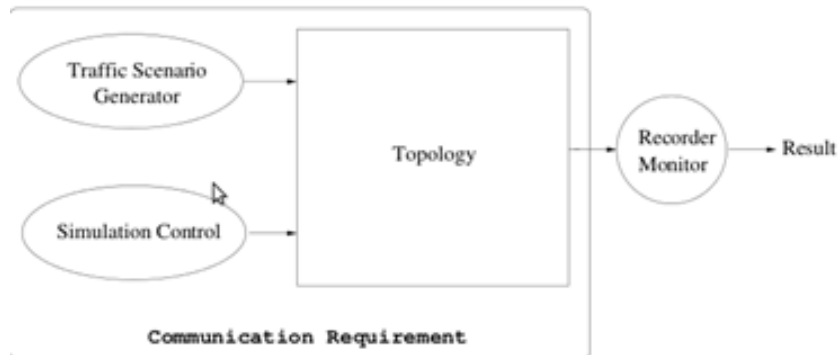 Traffic Scenario
Generator
Topology
Recorder
Monitor
Result
Simulation Control
Communication Requirement